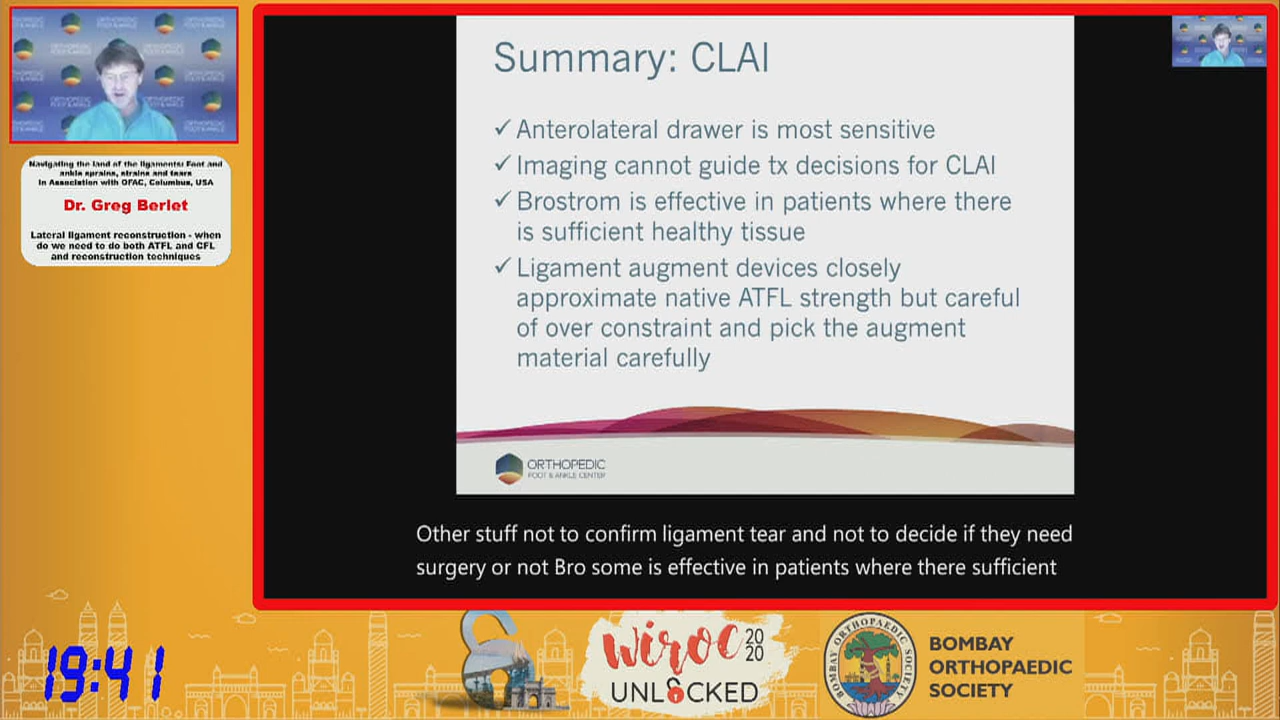 Navigating the land of the ligaments: Foot and
ankle sprains, strains and tears
In Association with OFAC, Columbus, USA
Dr. Greg Berlet
Lateral ligament reconstruction - when
do we need to do both ATFL and CFL
and reconstruction techniques
Summary: CLAI
✓ Anterolateral drawer is most sensitive
✓ Imaging cannot guide tx decisions for CLAI
✓ Brostrom is effective in patients where there
is sufficient healthy tissue
✓ Ligament augment devices closely
approximate native ATFL strength but careful
of over constraint and pick the augment
material carefully
ORTHOPEDIC
FOOT & ANKLE CENTER
Other stuff not to confirm ligament tear and not to decide if they need
surgery or not Bro some is effective in patients where there sufficient
19:41
WIROC 20
20
UNLOCKED
BOMBAY ORTHOPAEDIC SOCIETY
BOMBAY
ORTHOPAEDIC
SOCIETY